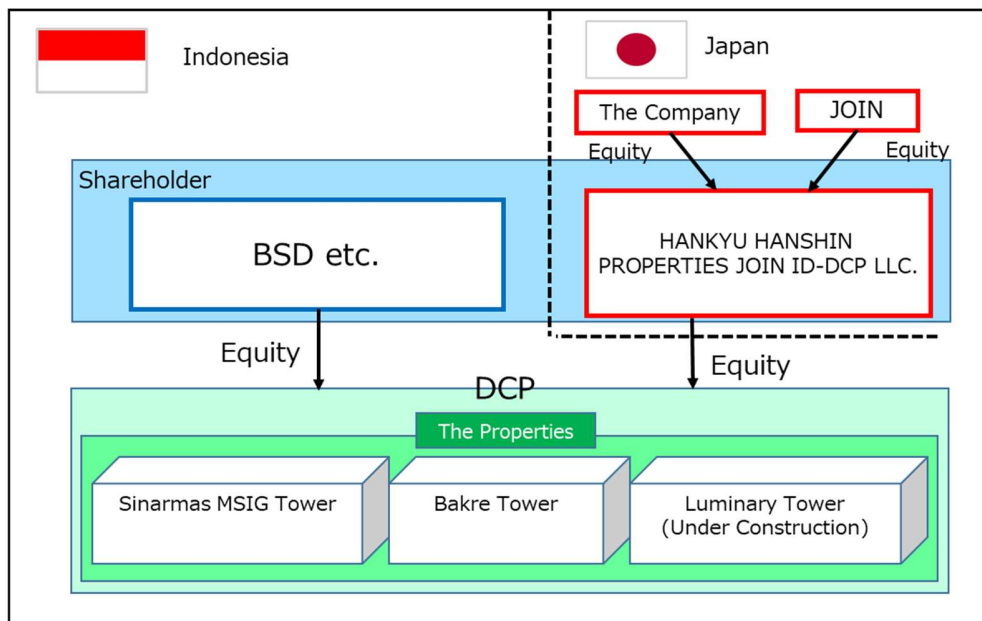 Indonesia
Japan
The Company
JOIN
Equity
Equity
Shareholder
BSD etc.
HANKYU HANSHIN
PROPERTIES JOIN ID-DCP LLC.
Equity
Equity
DCP
The Properties
Sinarmas MSIG Tower
Bakre Tower
Luminary Tower
(Under Construction)